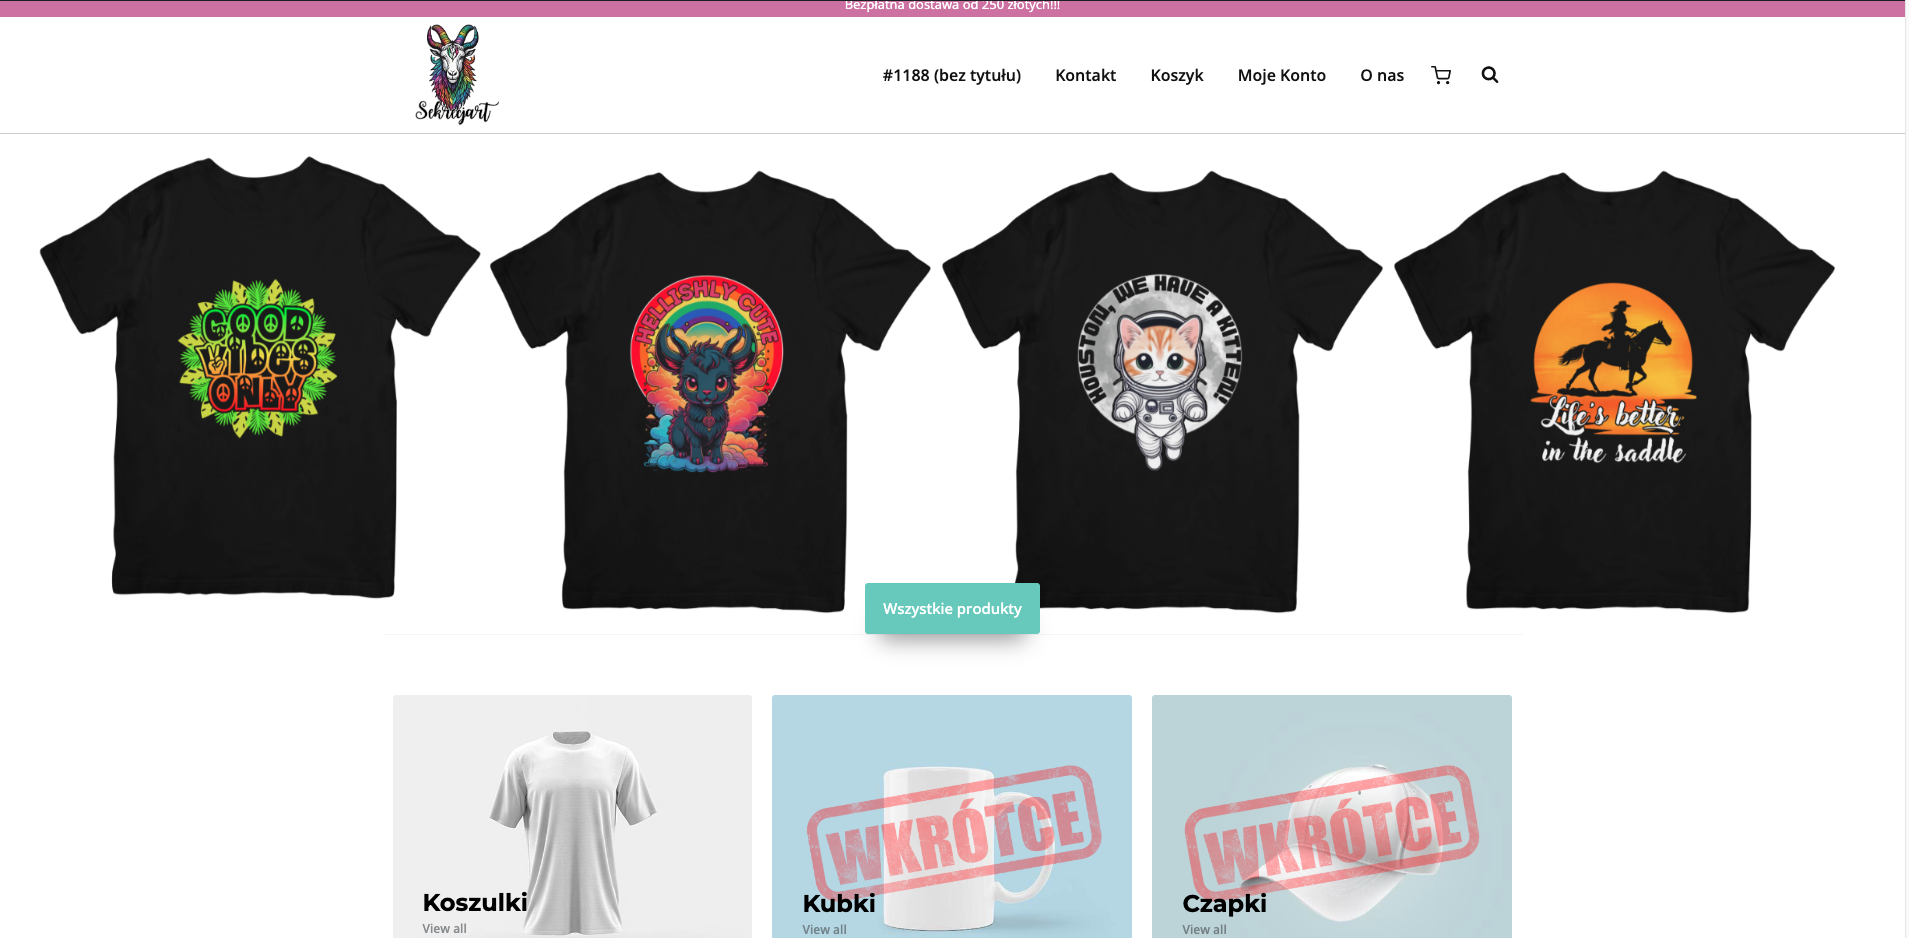 Bezpłatna dostawa od 250 złotych!!!
Sekretjart
#1188 (bez tytułu) Kontakt Koszyk Moje Konto O nas
GOOD
VIBES
ONLY
HELLISHLY CUTE
HOUSTON, WE HAVE A KITTEN!
Life's better
in the saddle
Wszystkie produkty
Koszulki
View all
WKRÓTCE
Kubki
View all
WKRÓTCE
Czapki
View all